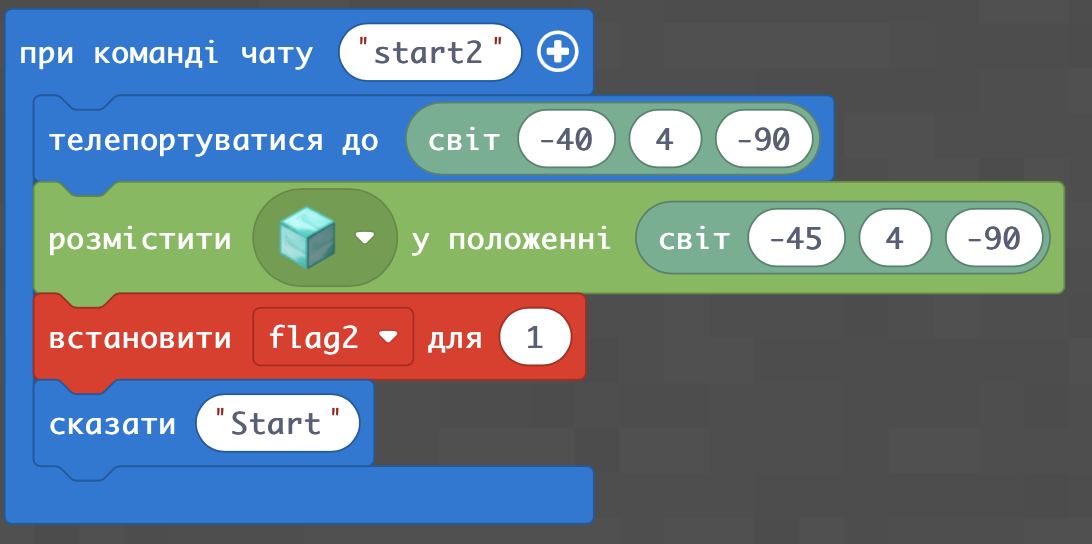 при команді чату "start2"
телепортуватися до світ -40 4 -90
розмістити у положенні світ -45 4 -90
встановити flag2 для 1
сказати "Start"